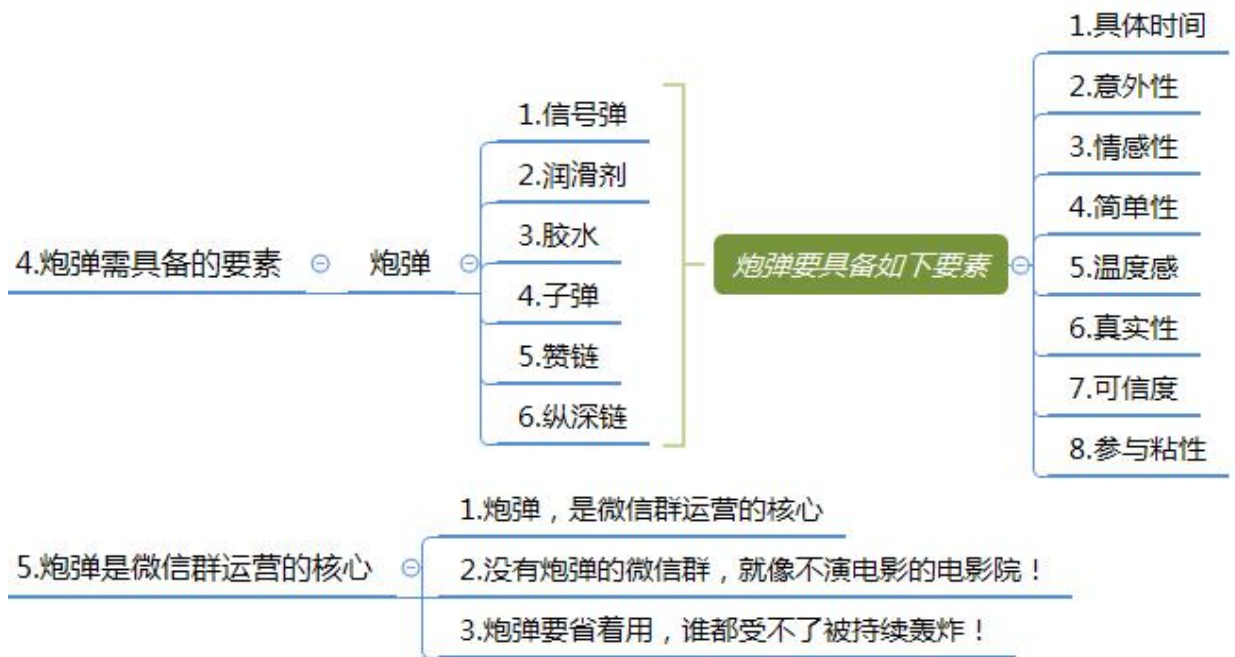 4.炮弹需具备的要素
炮弹
1.信号弹
2.润滑剂
3.胶水
4.子弹
5.赞链
6.纵深链
炮弹要具备如下要素
1.具体时间
2.意外性
3.情感性
4.简单性
5.温度感
6.真实性
7.可信度
8.参与粘性
5.炮弹是微信群运营的核心
1.炮弹，是微信群运营的核心
2.没有炮弹的微信群，就像不演电影的电影院！
3.炮弹要省着用，谁都受不了被持续轰炸！